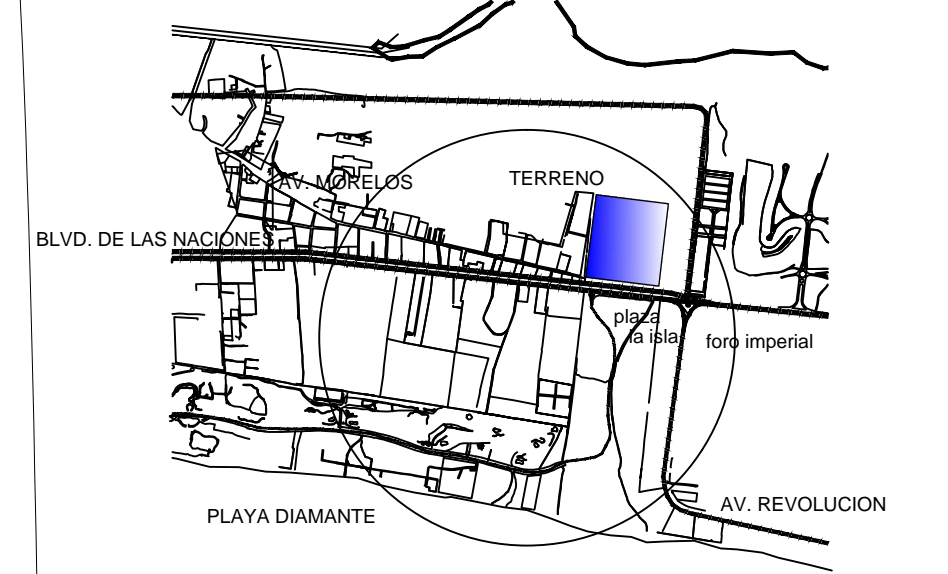 AV. MORELOS
TERRENO
BLVD. DE LAS NACIONES
plaza
la isla
foro imperial
AV. REVOLUCION
PLAYA DIAMANTE